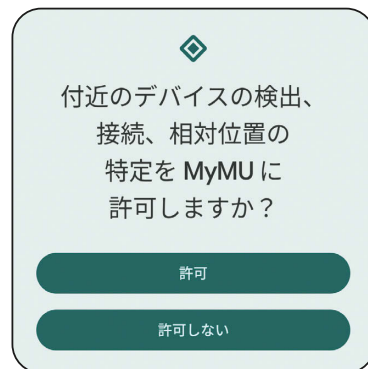 付近のデバイスの検出、
接続、相対位置の
特定を MyMU に
許可しますか？
許可
許可しない